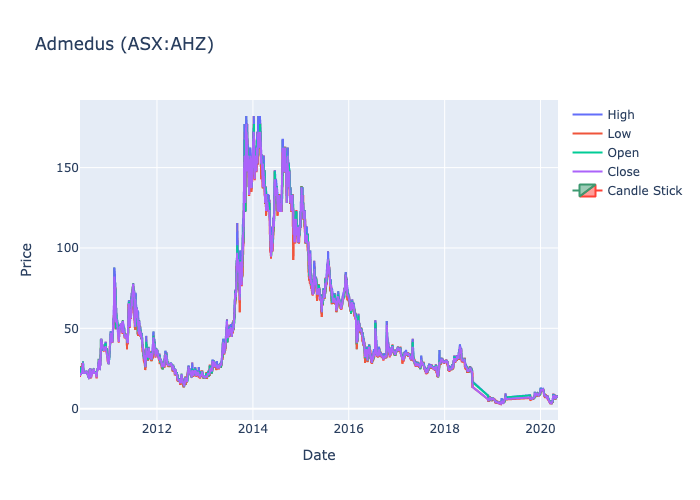 Admedus (ASX:AHZ)
High
Low
Open
Close
Candle Stick
Price
150
100
50
0
2012
2014
2016
2018
2020
Date